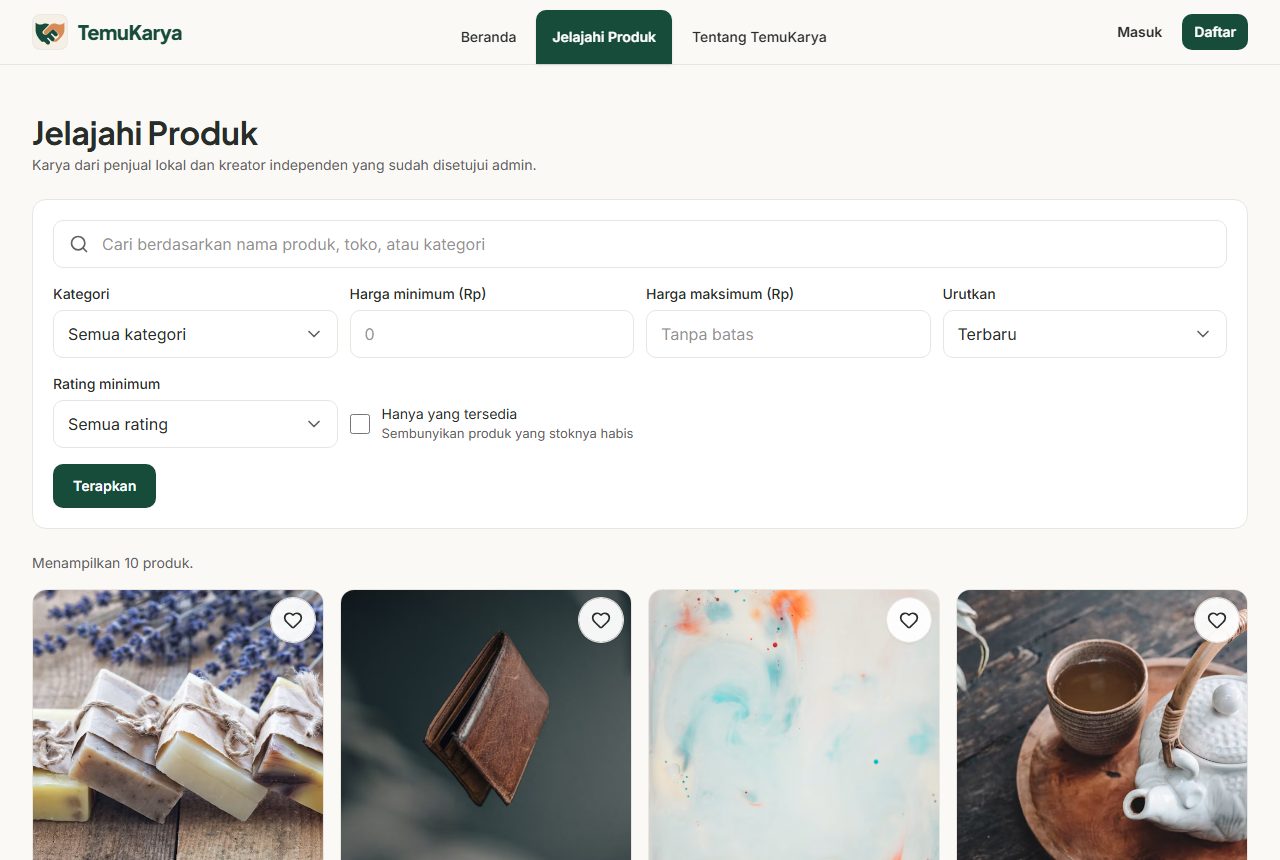 TemuKarya
Beranda
Jelajahi Produk
Tentang TemuKarya
Masuk
Daftar
Jelajahi Produk
Karya dari penjual lokal dan kreator independen yang sudah disetujui admin.
Cari berdasarkan nama produk, toko, atau kategori
Kategori
Harga minimum (Rp)
Harga maksimum (Rp)
Urutkan
Semua kategori
0
Tanpa batas
Terbaru
Rating minimum
Semua rating
Hanya yang tersedia
Sembunyikan produk yang stoknya habis
Terapkan
Menampilkan 10 produk.